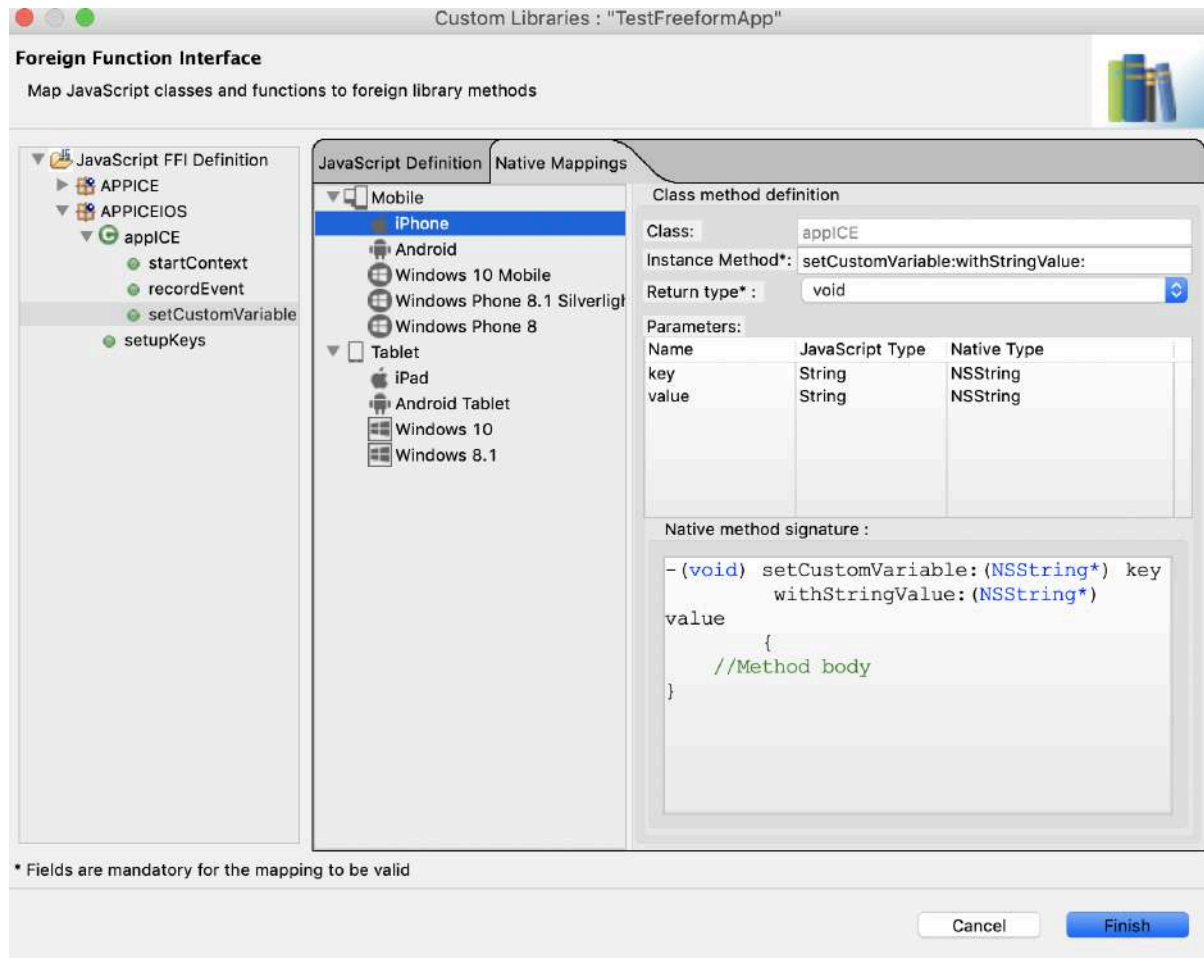 Custom Libraries : "TestFreeformApp"
Foreign Function Interface
Map JavaScript classes and functions to foreign library methods
JavaScript FFI Definition
APPICE
APPICEIOS
appICE
startContext
recordEvent
setCustomVariable
setupKeys
JavaScript Definition
Native Mappings
Mobile
iPhone
Android
Windows 10 Mobile
Windows Phone 8.1 Silverligh
Windows Phone 8
Tablet
iPad
Android Tablet
Windows 10
Windows 8.1
Class method definition
Class: appICE
Instance Method*: setCustomVariable:withStringValue:
Return type* : void
Parameters:
Name JavaScript Type Native Type
key String NSString
value String NSString
Native method signature :
-(void) setCustomVariable:(NSString*) key
withStringValue:(NSString*)
value
{
//Method body
}
* Fields are mandatory for the mapping to be valid
Cancel
Finish